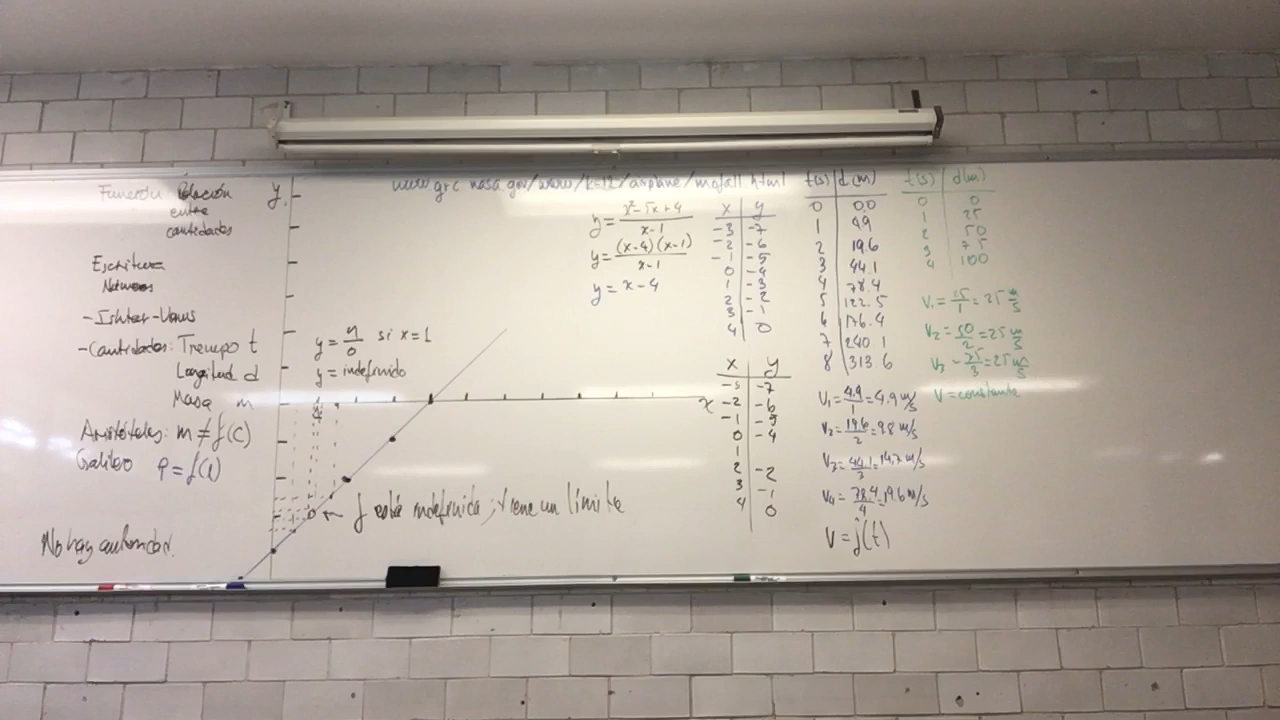 Función Relación
entre
cantidades
Escritura
Números
- Ishtar - Venus
- Cantidades: Tiempo t
Longitud d
Masa m
Aristóteles: m ≠ f(C)
Galileo P = f(l)
No hay autoridad.
y
y = 0/0 si x = 1
y = indefinido
x
f está indefinida; tiene un límite
www.grc nasa gov/www/k-12/airplane/mofall html
y = x²-5x+4 / x-1
y = (x-4)(x-1) / x-1
y = x-4
x y
-3 -7
-2 -6
-1 -5
0 -4
1 -3
2 -2
3 -1
4 0
x y
-3 -7
-2 -6
-1 -5
0 -4
1
2 -2
3 -1
4 0
t(s) d(m)
0 0,0
1 4.9
2 19.6
3 44.1
4 78.4
5 122.5
6 176.4
7 240 1
8 313.6
V₁ = 4.9/1 = 4.9 m/s
V₂ = 19.6/2 = 9.8 m/s
V₃ = 44.1/3 = 14.7 m/s
V₄ = 78.4/4 = 19.6 m/s
V = f(t)
t(s) d(m)
0 0
1 25
2 50
3 75
4 100
V₁ = 25/1 = 25 m/s
V₂ = 50/2 = 25 m/s
V₃ = 75/3 = 25 m/s
V = constante